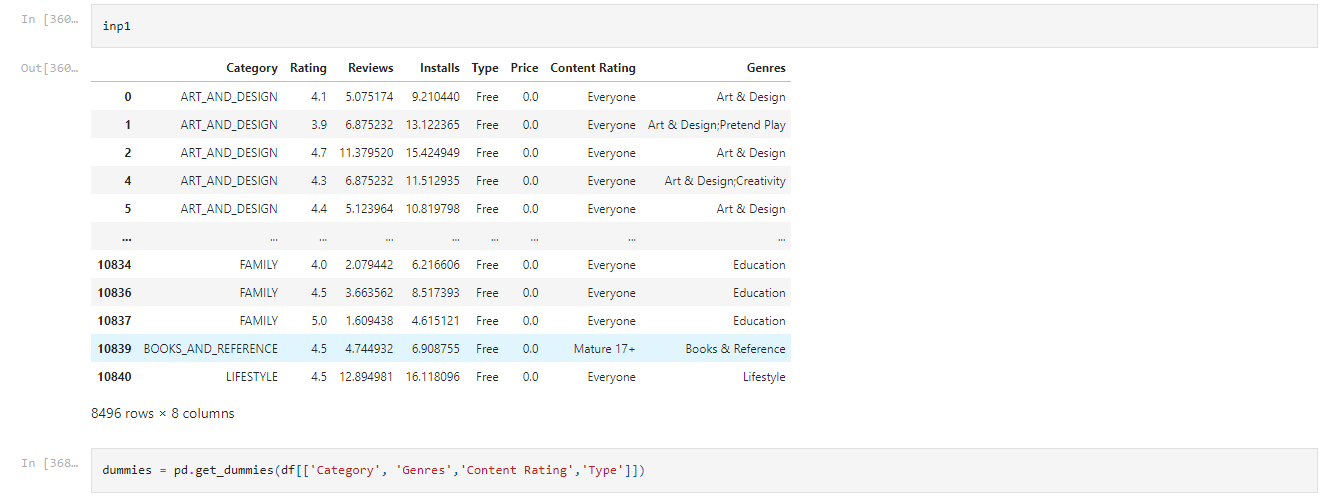 In [360…
inp1
Out[360…
Category Rating Reviews Installs Type Price Content Rating Genres
0 ART_AND_DESIGN 4.1 5.075174 9.210440 Free 0.0 Everyone Art & Design
1 ART_AND_DESIGN 3.9 6.875232 13.122365 Free 0.0 Everyone Art & Design;Pretend Play
2 ART_AND_DESIGN 4.7 11.379520 15.424949 Free 0.0 Everyone Art & Design
4 ART_AND_DESIGN 4.3 6.875232 11.512935 Free 0.0 Everyone Art & Design;Creativity
5 ART_AND_DESIGN 4.4 5.123964 10.819798 Free 0.0 Everyone Art & Design
... ... ... ... ... ... ... ... ...
10834 FAMILY 4.0 2.079442 6.216606 Free 0.0 Everyone Education
10836 FAMILY 4.5 3.663562 8.517393 Free 0.0 Everyone Education
10837 FAMILY 5.0 1.609438 4.615121 Free 0.0 Everyone Education
10839 BOOKS_AND_REFERENCE 4.5 4.744932 6.908755 Free 0.0 Mature 17+ Books & Reference
10840 LIFESTYLE 4.5 12.894981 16.118096 Free 0.0 Everyone Lifestyle
8496 rows × 8 columns
In [368…
dummies = pd.get_dummies(df[['Category', 'Genres','Content Rating','Type']])